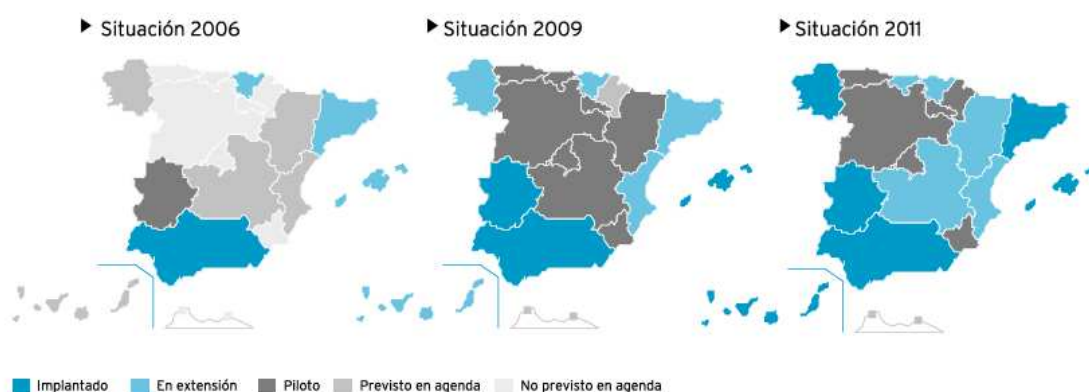 Situación 2006
Situación 2009
Situación 2011
Implantado
En extensión
Piloto
Previsto en agenda
No previsto en agenda